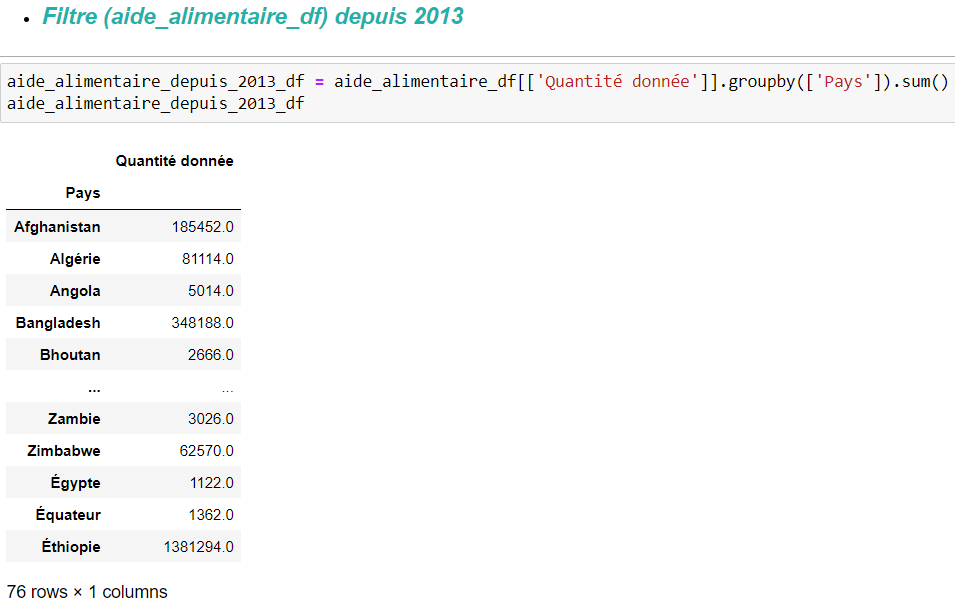 • Filtre (aide_alimentaire_df) depuis 2013
aide_alimentaire_depuis_2013_df = aide_alimentaire_df[['Quantité donnée']].groupby(['Pays']).sum()
aide_alimentaire_depuis_2013_df
Quantité donnée
Pays
Afghanistan 185452.0
Algérie 81114.0
Angola 5014.0
Bangladesh 348188.0
Bhoutan 2666.0
... ...
Zambie 3026.0
Zimbabwe 62570.0
Égypte 1122.0
Équateur 1362.0
Éthiopie 1381294.0
76 rows × 1 columns